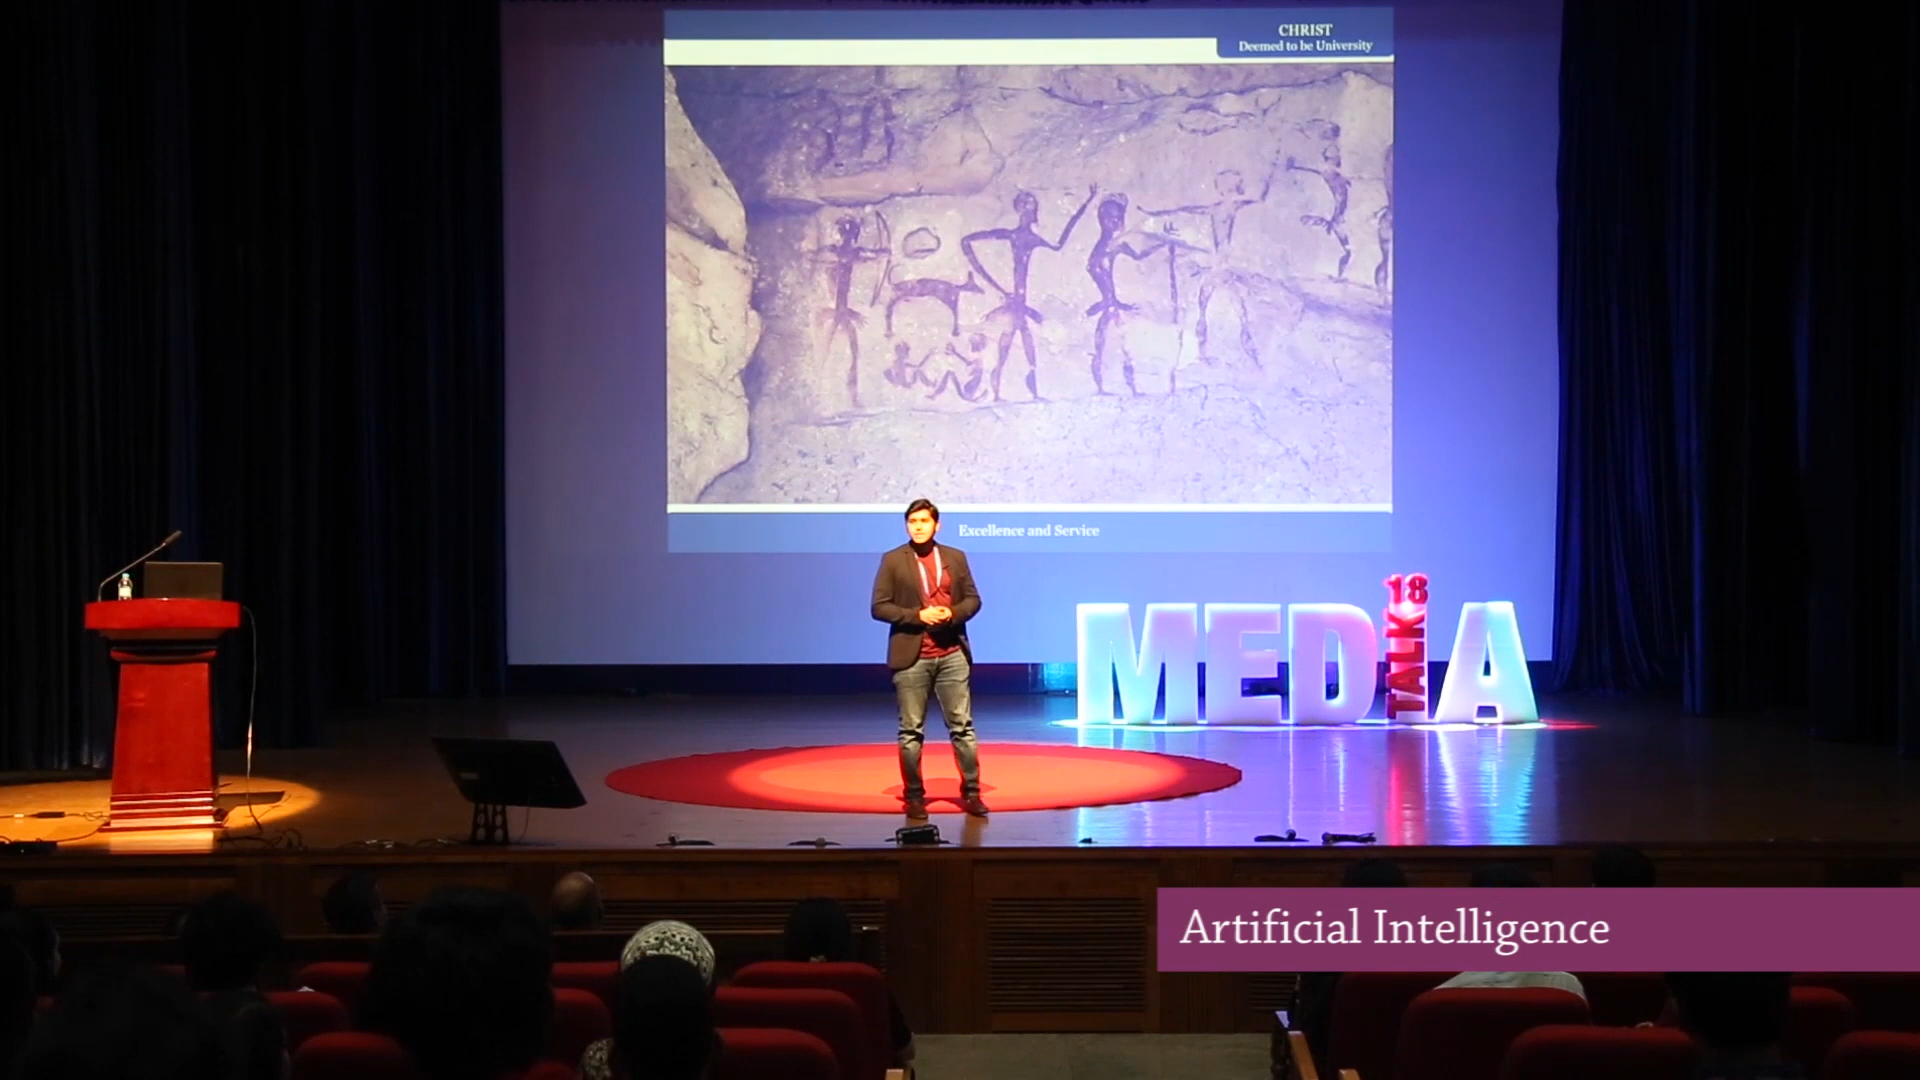 CHRIST
Deemed to be University
Excellence and Service
MEDIA
TALK 18
Artificial Intelligence